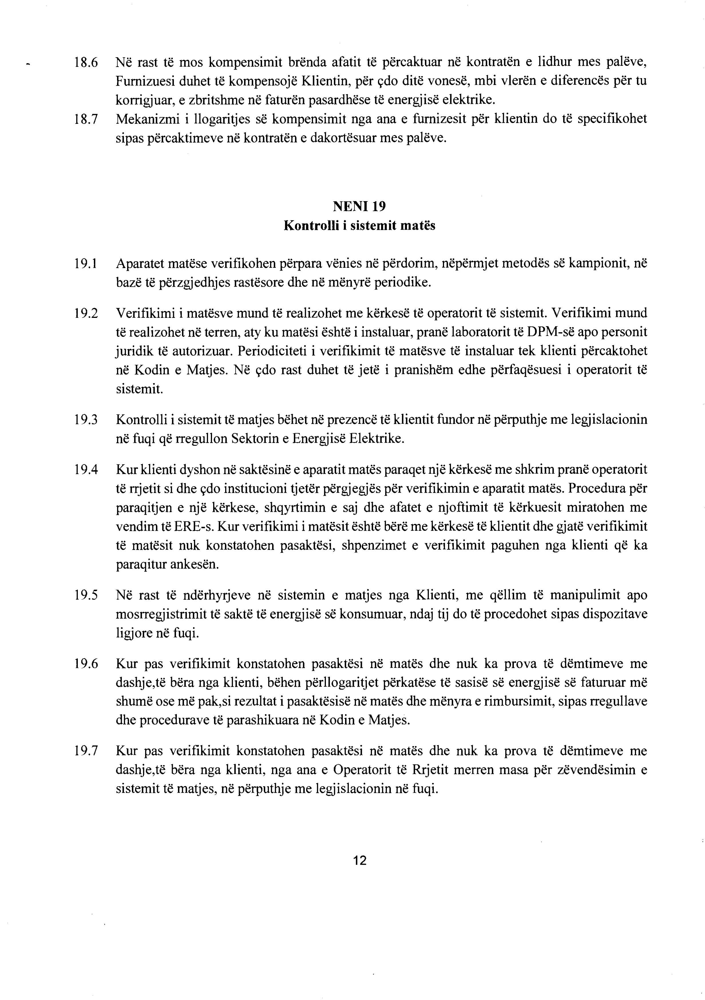 18.6 Në rast të mos kompensimit brënda afatit të përcaktuar në kontratën e lidhur mes palëve,
Furnizuesi duhet të kompensojë Klientin, për çdo ditë vonesë, mbi vlerën e diferencës për tu
korrigjuar, e zbritshme në faturën pasardhëse të energjisë elektrike.
18.7 Mekanizmi i llogaritjes së kompensimit nga ana e furnizesit për klientin do të specifikohet
sipas përcaktimeve në kontratën e dakortësuar mes palëve.
NENI 19
Kontrolli i sistemit matës
19.1 Aparatet matëse verifikohen përpara vënies në përdorim, nëpërmjet metodës së kampionit, në
bazë të përzgjedhjes rastësore dhe në mënyrë periodike.
19.2 Verifikimi i matësve mund të realizohet me kërkesë të operatorit të sistemit. Verifikimi mund
të realizohet në terren, aty ku matësi është i instaluar, pranë laboratorit të DPM-së apo personit
juridik të autorizuar. Periodiciteti i verifikimit të matësve të instaluar tek klienti përcaktohet
në Kodin e Matjes. Në çdo rast duhet të jetë i pranishëm edhe përfaqësuesi i operatorit të
sistemit.
19.3 Kontrolli i sistemit të matjes bëhet në prezencë të klientit fundor në përputhje me legjislacionin
në fuqi që rregullon Sektorin e Energjisë Elektrike.
19.4 Kur klienti dyshon në saktësinë e aparatit matës paraqet një kërkesë me shkrim pranë operatorit
të rrjetit si dhe çdo institucioni tjetër përgjegjës për verifikimin e aparatit matës. Procedura për
paraqitjen e një kërkese, shqyrtimin e saj dhe afatet e njoftimit të kërkuesit miratohen me
vendim të ERE-s. Kur verifikimi i matësit është bërë me kërkesë të klientit dhe gjatë verifikimit
të matësit nuk konstatohen pasaktësi, shpenzimet e verifikimit paguhen nga klienti që ka
paraqitur ankesën.
19.5 Në rast të ndërhyrjeve në sistemin e matjes nga Klienti, me qëllim të manipulimit apo
mosrregjistrimit të saktë të energjisë së konsumuar, ndaj tij do të procedohet sipas dispozitave
ligjore në fuqi.
19.6 Kur pas verifikimit konstatohen pasaktësi në matës dhe nuk ka prova të dëmtimeve me
dashje,të bëra nga klienti, bëhen përllogaritjet përkatëse të sasisë së energjisë së faturuar më
shumë ose më pak,si rezultat i pasaktësisë në matës dhe mënyra e rimbursimit, sipas rregullave
dhe procedurave të parashikuara në Kodin e Matjes.
19.7 Kur pas verifikimit konstatohen pasaktësi në matës dhe nuk ka prova të dëmtimeve me
dashje,të bëra nga klienti, nga ana e Operatorit të Rrjetit merren masa për zëvendësimin e
sistemit të matjes, në përputhje me legjislacionin në fuqi.
12